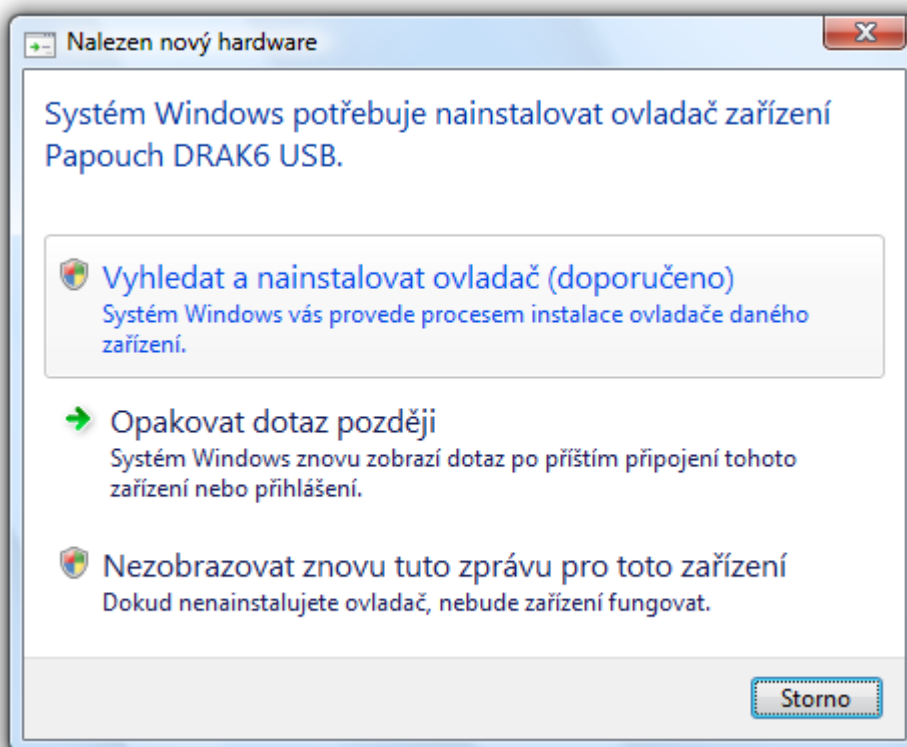 Nalezen nový hardware
Systém Windows potřebuje nainstalovat ovladač zařízení
Papouch DRAK6 USB.
Vyhledat a nainstalovat ovladač (doporučeno)
Systém Windows vás provede procesem instalace ovladače daného
zařízení.
Opakovat dotaz později
Systém Windows znovu zobrazí dotaz po příštím připojení tohoto
zařízení nebo přihlášení.
Nezobrazovat znovu tuto zprávu pro toto zařízení
Dokud nenainstalujete ovladač, nebude zařízení fungovat.
Storno